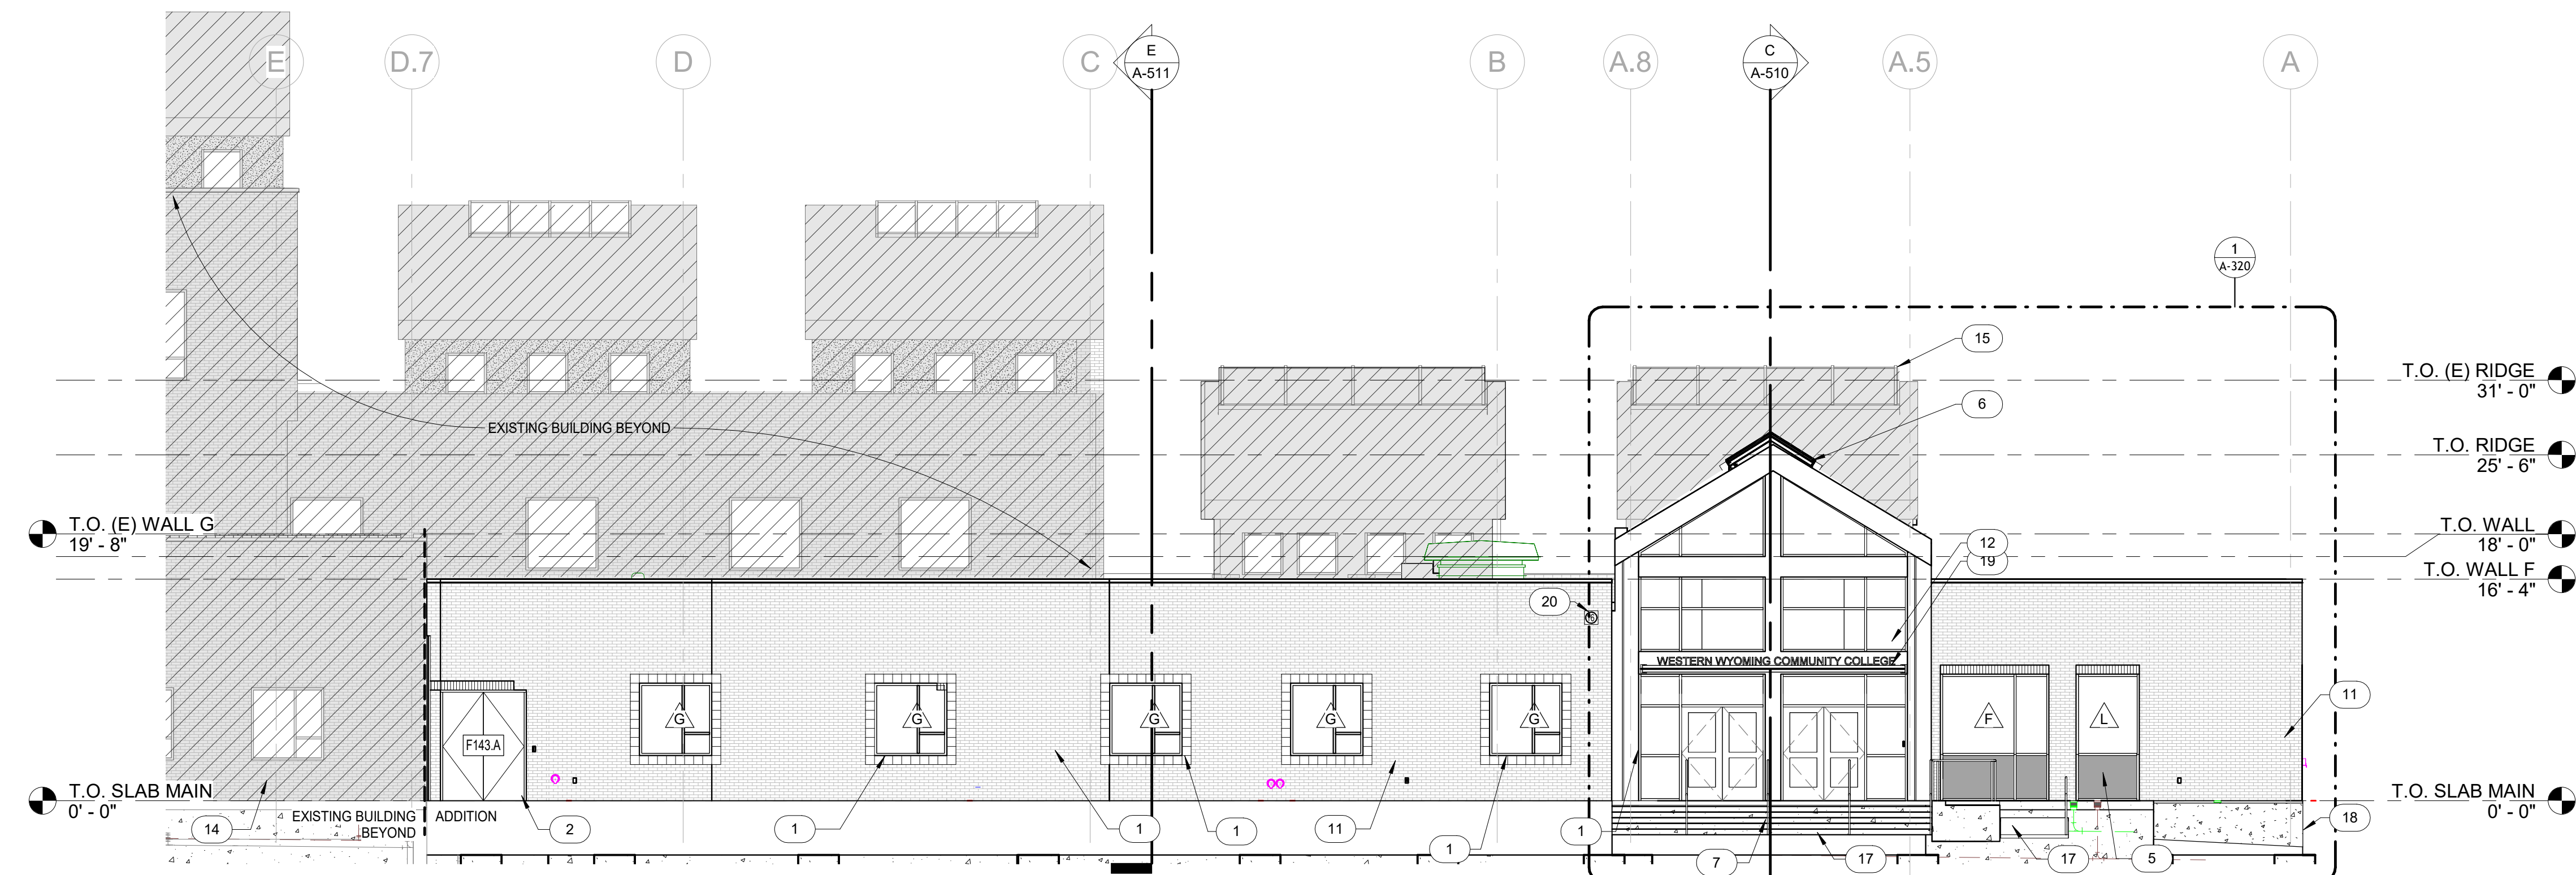 E
D.7
D
C
E
A-511
B
A.8
C
A-510
A.5
A
1
A-320
15
T.O. (E) RIDGE
31' - 0"
6
EXISTING BUILDING BEYOND
T.O. RIDGE
25' - 6"
T.O. (E) WALL G
19' - 8"
T.O. WALL
18' - 0"
12
19
T.O. WALL F
16' - 4"
20
WESTERN WYOMING COMMUNITY COLLEGE
11
G
G
G
G
G
F
L
F143.A
T.O. SLAB MAIN
0' - 0"
T.O. SLAB MAIN
0' - 0"
EXISTING BUILDING
BEYOND
ADDITION
14
2
1
1
1
11
1
1
7
17
17
5
18